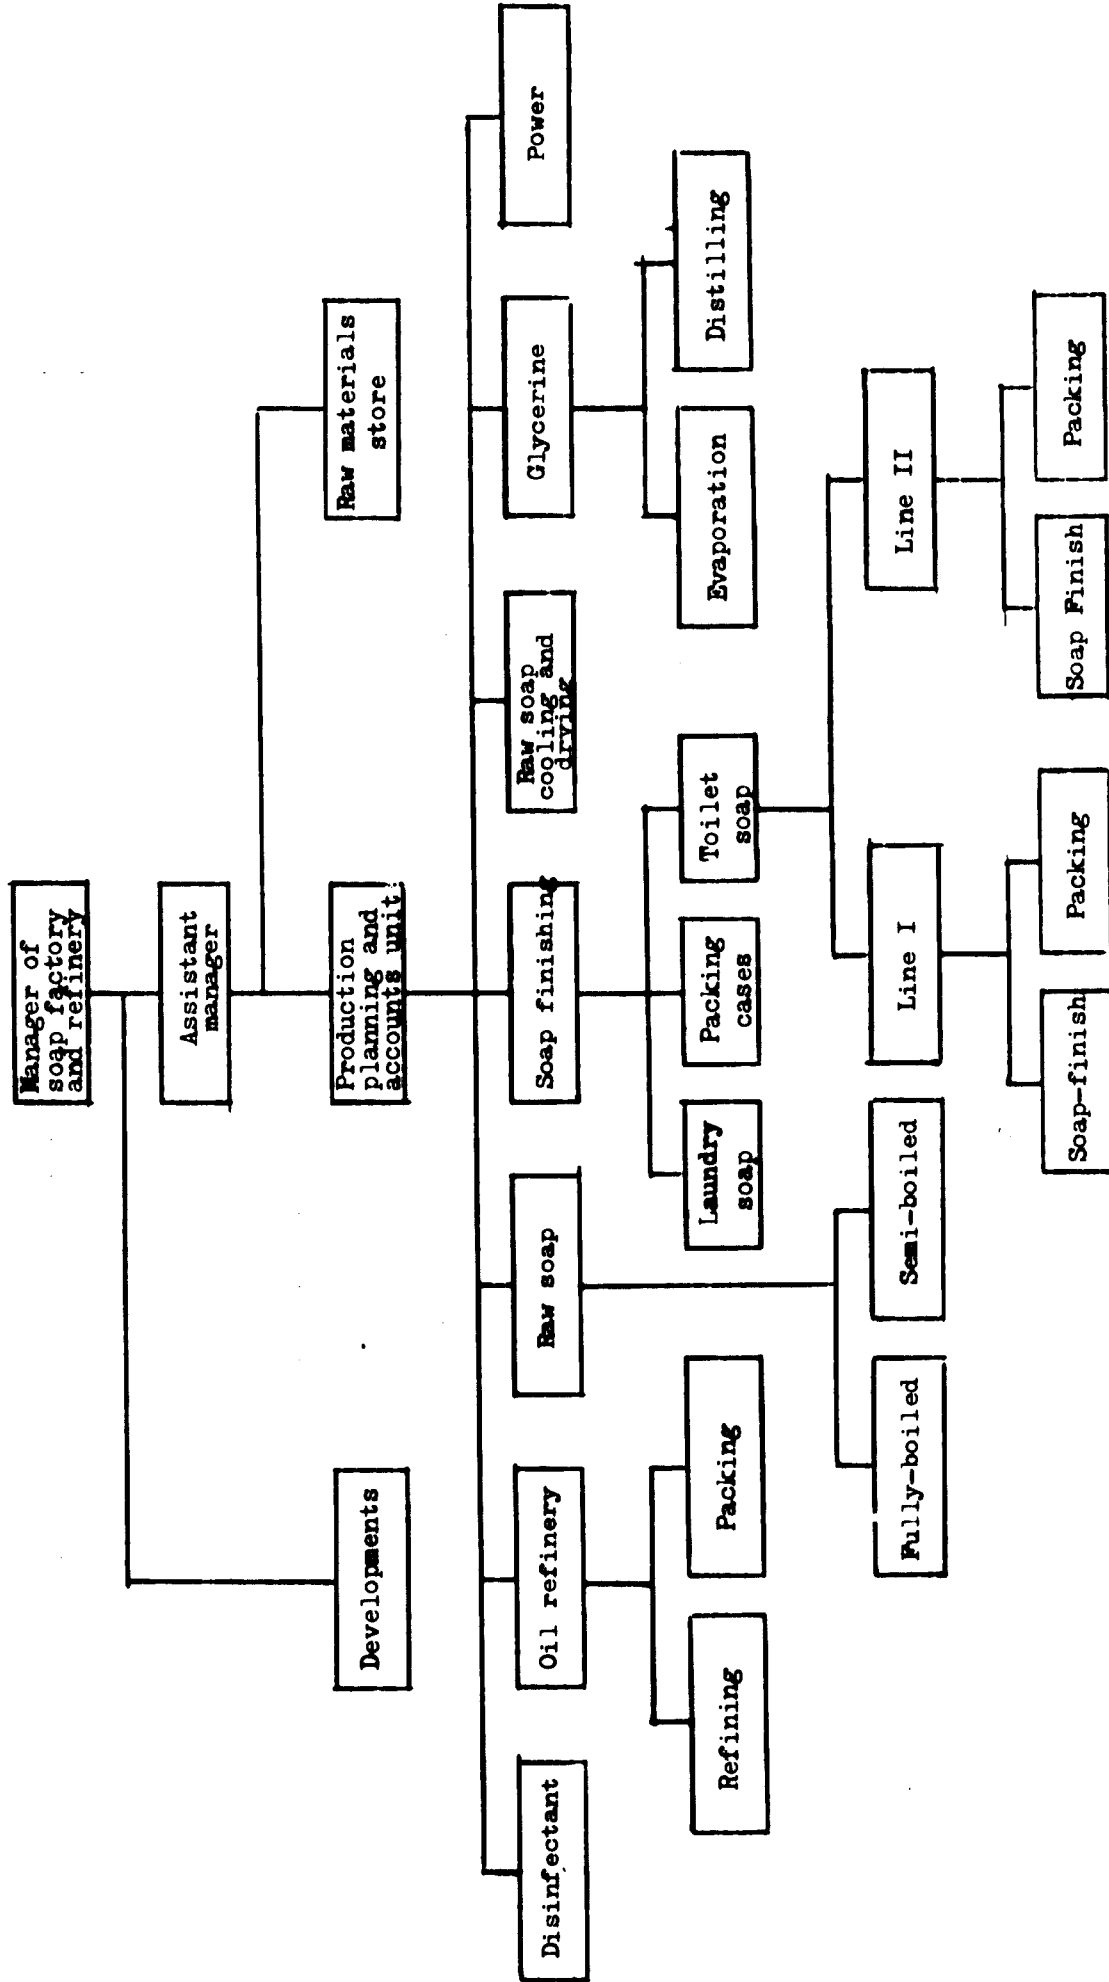 Manager of
soap factory
and refinery
Assistant
manager
Developments
Production
planning and
accounts unit
Raw materials
store
Disinfectant
Oil refinery
Raw soap
Soap finishing
Raw soap
cooling and
drying
Glycerine
Power
Refining
Packing
Laundry
soap
Packing
cases
Toilet
soap
Evaporation
Distilling
Fully-boiled
Semi-boiled
Line I
Line II
Soap-finish
Packing
Soap Finish
Packing